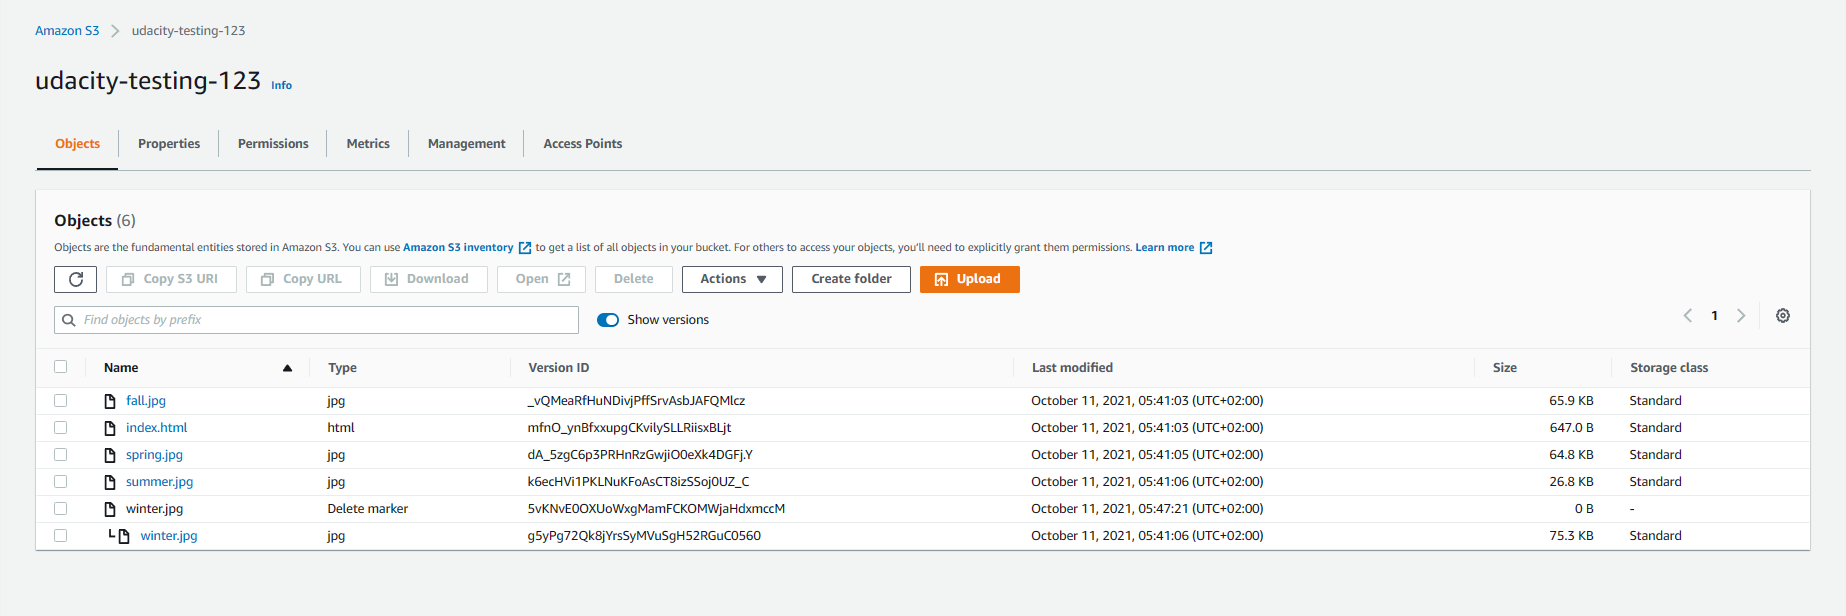 Amazon S3 > udacity-testing-123
udacity-testing-123 Info
Objects Properties Permissions Metrics Management Access Points
Objects (6)
Objects are the fundamental entities stored in Amazon S3. You can use Amazon S3 inventory to get a list of all objects in your bucket. For others to access your objects, you'll need to explicitly grant them permissions. Learn more
Copy S3 URI Copy URL Download Open Delete Actions Create folder Upload
Find objects by prefix Show versions 1
Name Type Version ID Last modified Size Storage class
fall.jpg jpg _vQMeaRfHuNDivjPffSrvAsbJAFQMlcz October 11, 2021, 05:41:03 (UTC+02:00) 65.9 KB Standard
index.html html mfnO_ynBfxxupgCKvilySLLRiisxBLjt October 11, 2021, 05:41:03 (UTC+02:00) 647.0 B Standard
spring.jpg jpg dA_5zgC6p3PRHnRzGwjiO0eXk4DGFj.Y October 11, 2021, 05:41:05 (UTC+02:00) 64.8 KB Standard
summer.jpg jpg k6ecHVi1PKLNuKFoAsCT8izSSoj0UZ_C October 11, 2021, 05:41:06 (UTC+02:00) 26.8 KB Standard
winter.jpg Delete marker 5vKNvE0OXUoWxgMamFCKOMWjaHdxmccM October 11, 2021, 05:47:21 (UTC+02:00) 0 B -
winter.jpg jpg g5yPg72Qk8jYrsSyMVuSgH52RGuC0560 October 11, 2021, 05:41:06 (UTC+02:00) 75.3 KB Standard